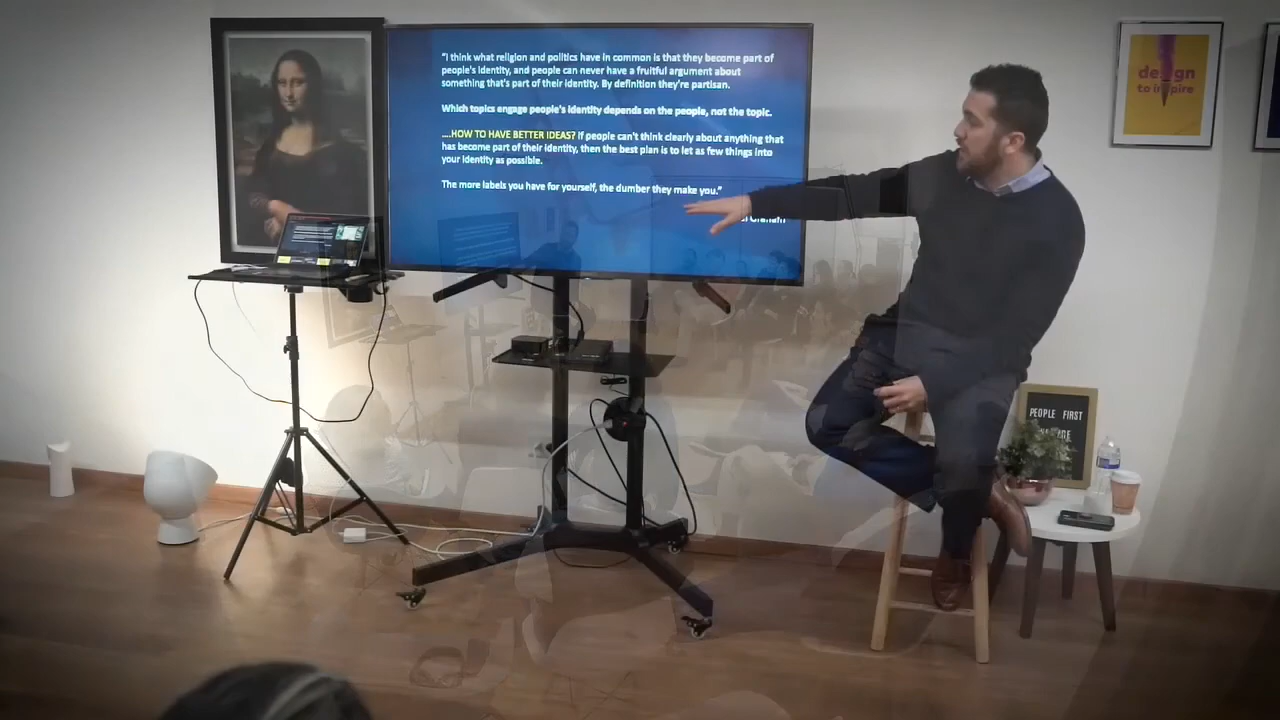 "I think what religion and politics have in common is that they become part of
people's identity, and people can never have a fruitful argument about
something that's part of their identity. By definition they're partisan.
Which topics engage people's identity depends on the people, not the topic.
....HOW TO HAVE BETTER IDEAS? If people can't think clearly about anything that
has become part of their identity, then the best plan is to let as few things into
your identity as possible.
The more labels you have for yourself, the dumber they make you."
Graham
design
to inspire
PEOPLE FIRST